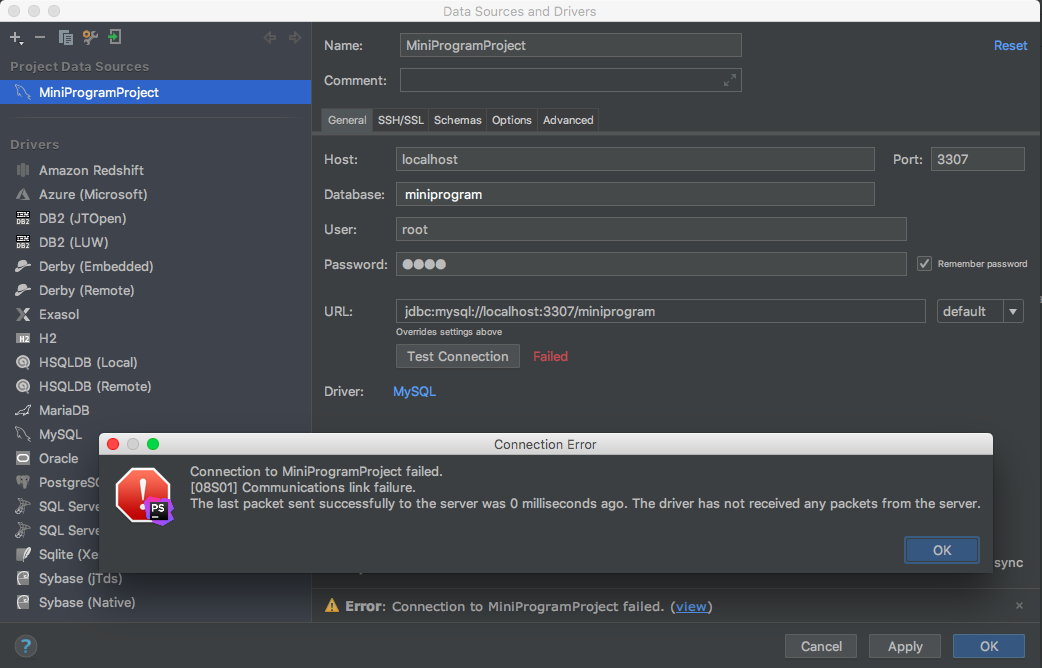 Data Sources and Drivers
Project Data Sources
MiniProgramProject
Drivers
Amazon Redshift
Azure (Microsoft)
IBM DB2
DB2 (JTOpen)
IBM DB2
DB2 (LUW)
Derby (Embedded)
Derby (Remote)
Exasol
H2
H2
HSQLDB (Local)
HSQLDB (Remote)
MariaDB
MySQL
Oracle
PostgreS
SQL Serve
SQL Serve
Sqlite (Xe
Sybase (jTds)
Sybase (Native)
Name:
MiniProgramProject
Reset
Comment:
General
SSH/SSL
Schemas
Options
Advanced
Host:
localhost
Port:
3307
Database:
miniprogram
User:
root
Password:
Remember password
URL:
jdbc:mysql://localhost:3307/miniprogram
default
Overrides settings above
Test Connection
Failed
Driver:
MySQL
Connection Error
Connection to MiniProgramProject failed.
[08S01] Communications link failure.
The last packet sent successfully to the server was 0 milliseconds ago. The driver has not received any packets from the server.
PS
OK
sync
Error: Connection to MiniProgramProject failed. (view)
?
Cancel
Apply
OK